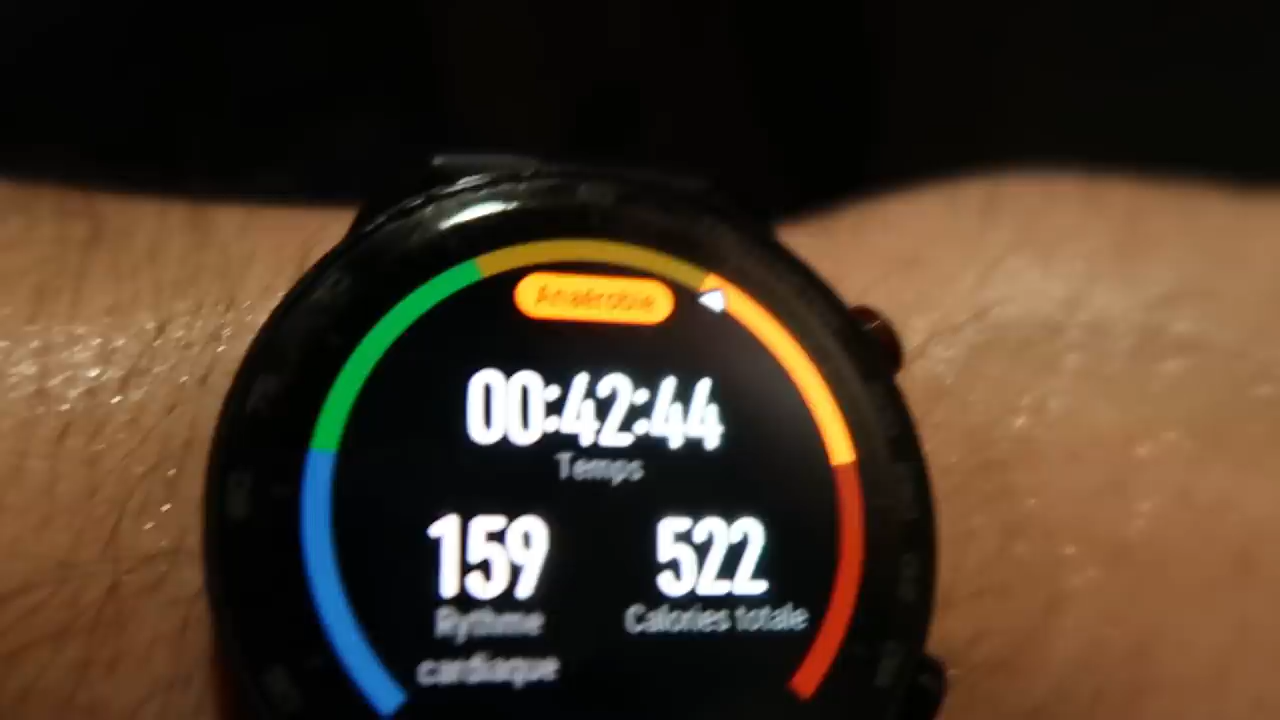 Anaérobie
00:42:44
Temps
159 522
Rythme Calories totale
cardiaque